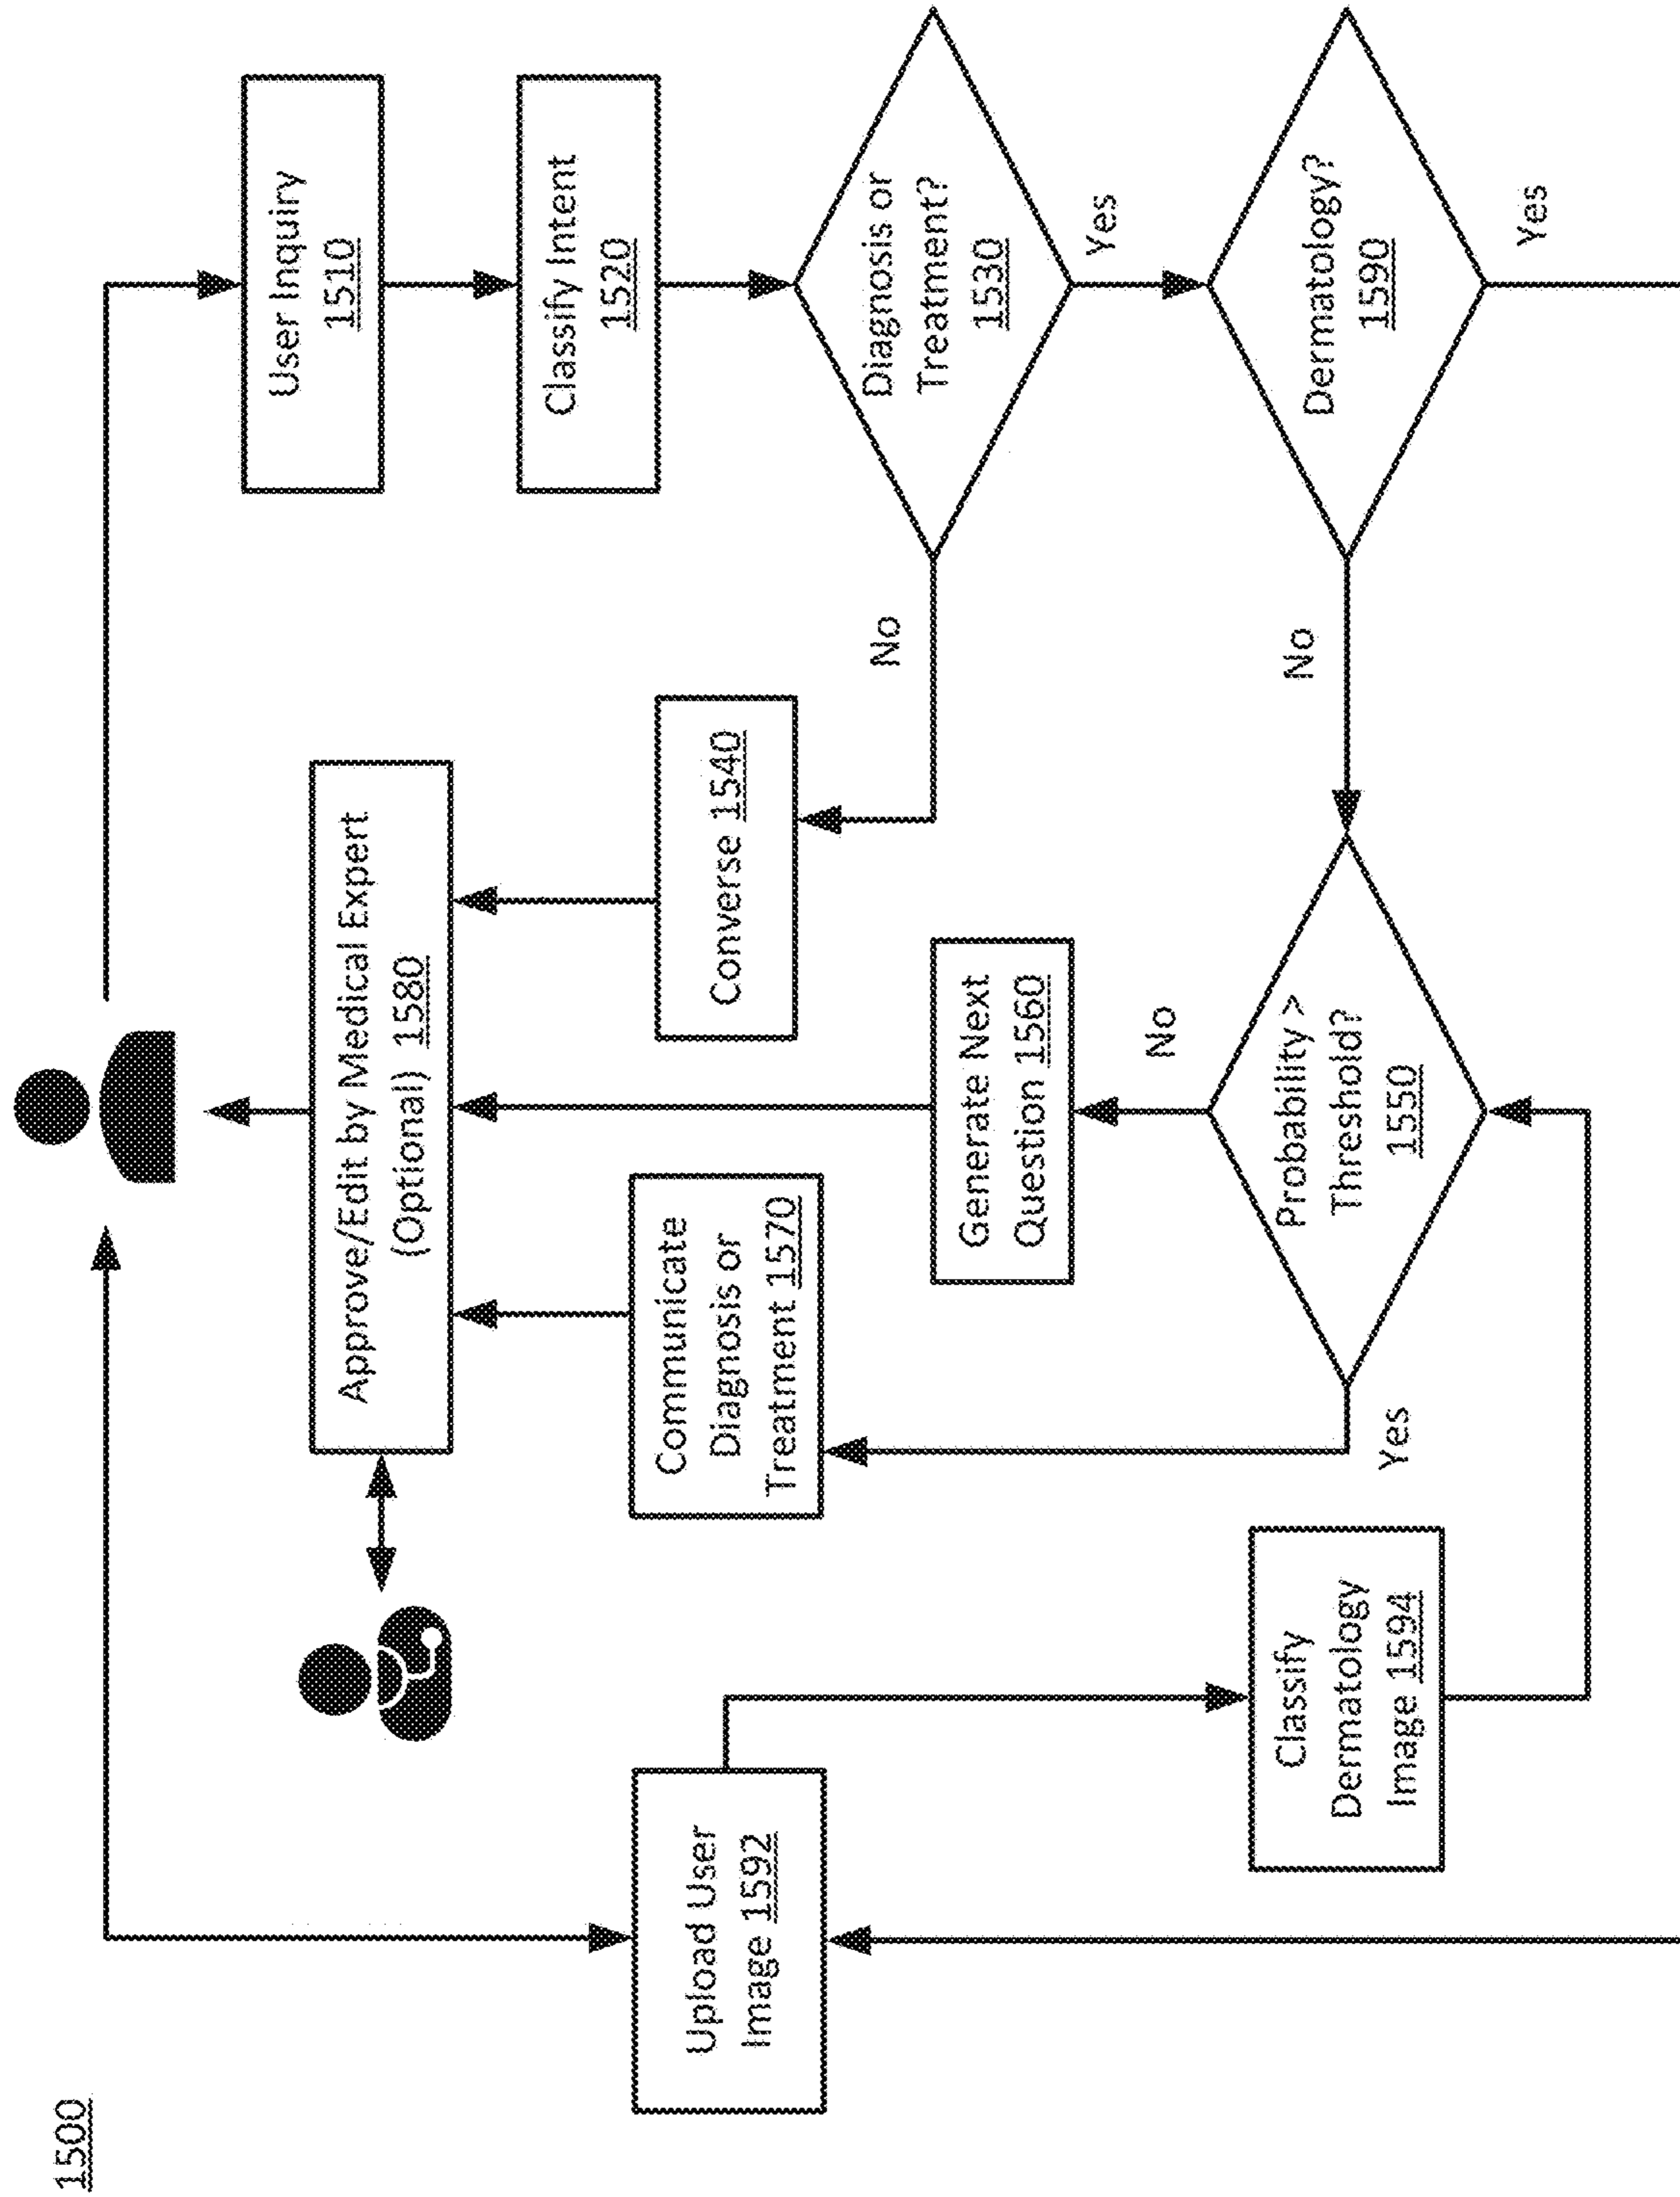 1500
User Inquiry
1510
Approve/Edit by Medical Expert
(Optional) 1580
Classify Intent
1520
Upload User
Image 1592
Communicate
Diagnosis or
Treatment 1570
Converse 1540
No
Diagnosis or
Treatment?
1530
Generate Next
Question 1560
No
Yes
Classify
Dermatology
Image 1594
Yes
Probability >
Threshold?
1550
No
Dermatology?
1590
Yes